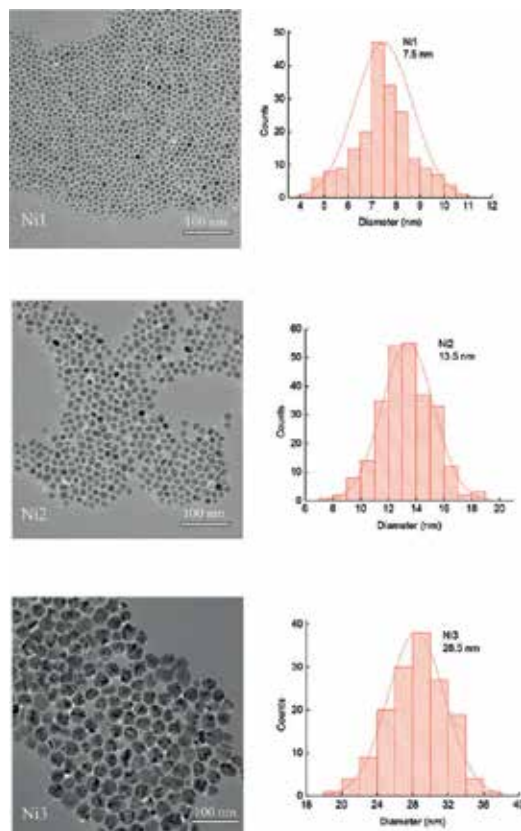 Ni1
100 nm
50
40
30
20
10
0
Counts
Ni1
7.5 nm
4 5 6 7 8 9 10 11 12
Diameter (nm)
Ni2
100 nm
60
50
40
30
20
10
0
Counts
Ni2
13.5 nm
6 8 10 12 14 16 18 20
Diameter (nm)
Ni3
100 nm
40
30
20
10
0
Counts
Ni3
28.5 nm
16 20 24 28 32 36 40
Diameter (nm)